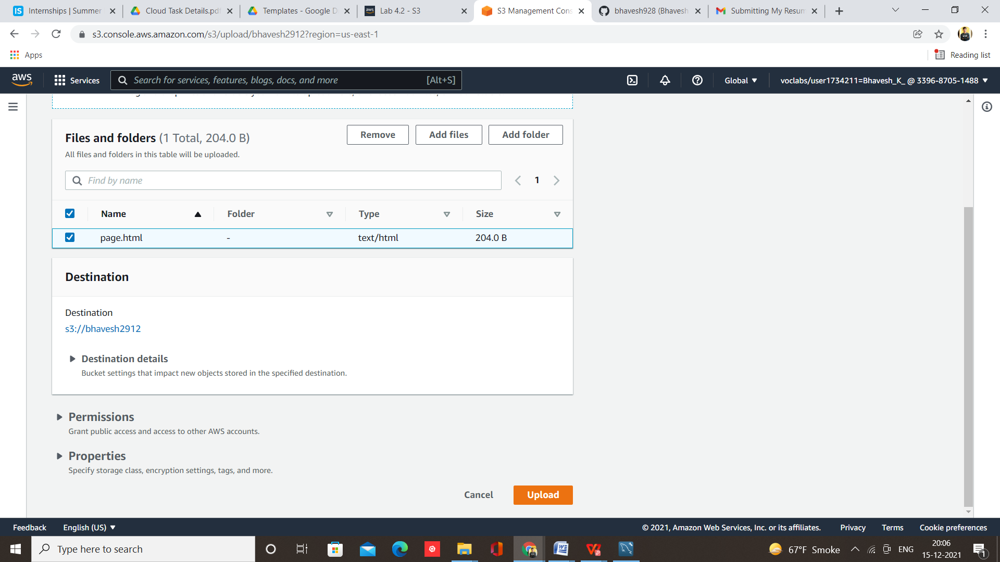 Internships | Summer
Cloud Task Details.pdf
Templates - Google D
Lab 4.2 - S3
S3 Management Cons
bhavesh928 (Bhavesh
Submitting My Resum
s3.console.aws.amazon.com/s3/upload/bhavesh2912?region=us-east-1
Apps
Reading list
aws
Services
Search for services, features, blogs, docs, and more
[Alt+S]
Global
voclabs/user1734211=Bhavesh_K_ @ 3396-8705-1488
Files and folders (1 Total, 204.0 B)
Remove
Add files
Add folder
All files and folders in this table will be uploaded.
Find by name
1
Name Folder Type Size
page.html - text/html 204.0 B
Destination
Destination
s3://bhavesh2912
Destination details
Bucket settings that impact new objects stored in the specified destination.
Permissions
Grant public access and access to other AWS accounts.
Properties
Specify storage class, encryption settings, tags, and more.
Cancel
Upload
Feedback
English (US)
© 2021, Amazon Web Services, Inc. or its affiliates.
Privacy
Terms
Cookie preferences
Type here to search
67°F Smoke
ENG
20:06
15-12-2021
1